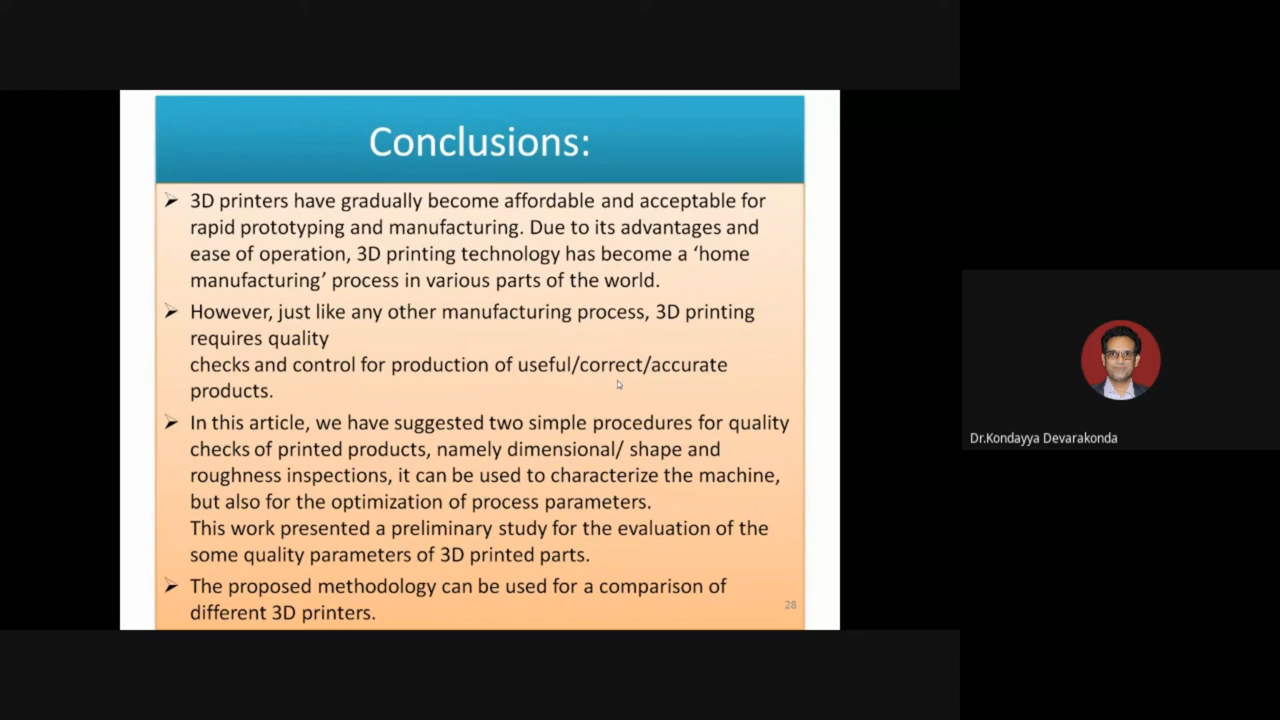 Conclusions:
3D printers have gradually become affordable and acceptable for
rapid prototyping and manufacturing. Due to its advantages and
ease of operation, 3D printing technology has become a ‘home
manufacturing’ process in various parts of the world.
However, just like any other manufacturing process, 3D printing
requires quality
checks and control for production of useful/correct/accurate
products.
In this article, we have suggested two simple procedures for quality
checks of printed products, namely dimensional/ shape and
roughness inspections, it can be used to characterize the machine,
but also for the optimization of process parameters.
This work presented a preliminary study for the evaluation of the
some quality parameters of 3D printed parts.
The proposed methodology can be used for a comparison of
different 3D printers.
28
Dr.Kondayya Devarakonda